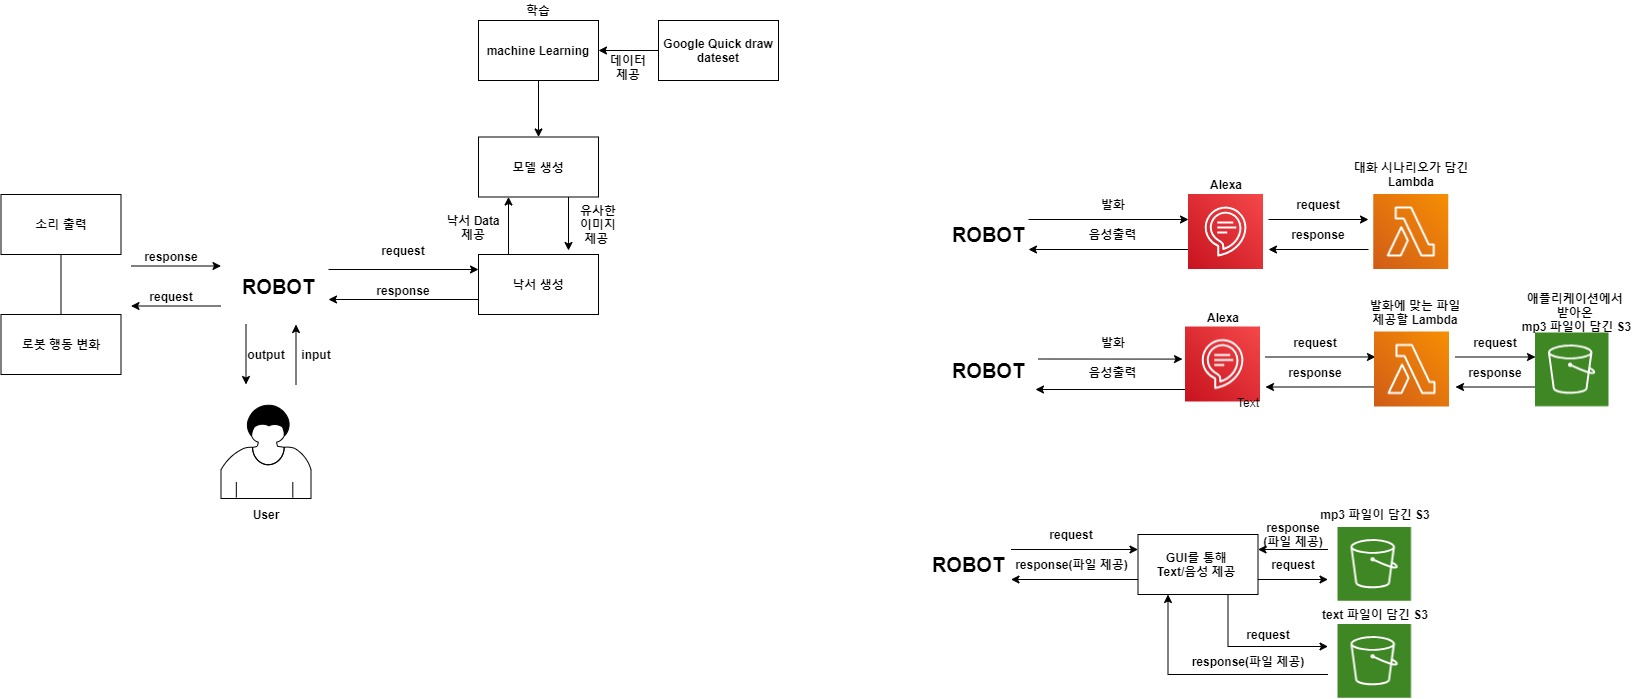 학습
machine Learning
Google Quick draw
dateset
데이터
제공
모델 생성
낙서 Data
제공
유사한
이미지
제공
소리 출력
response
request
로봇 행동 변화
ROBOT
request
response
낙서 생성
output
input
User
대화 시나리오가 담긴
Lambda
Alexa
발화
request
ROBOT
음성출력
response
애플리케이션에서
받아온
mp3 파일이 담긴 S3
발화에 맞는 파일
제공할 Lambda
Alexa
발화
request
request
ROBOT
음성출력
response
response
Text
mp3 파일이 담긴 S3
response
(파일 제공)
request
ROBOT
response(파일 제공)
GUI를 통해
Text/음성 제공
request
text 파일이 담긴 S3
request
response(파일 제공)